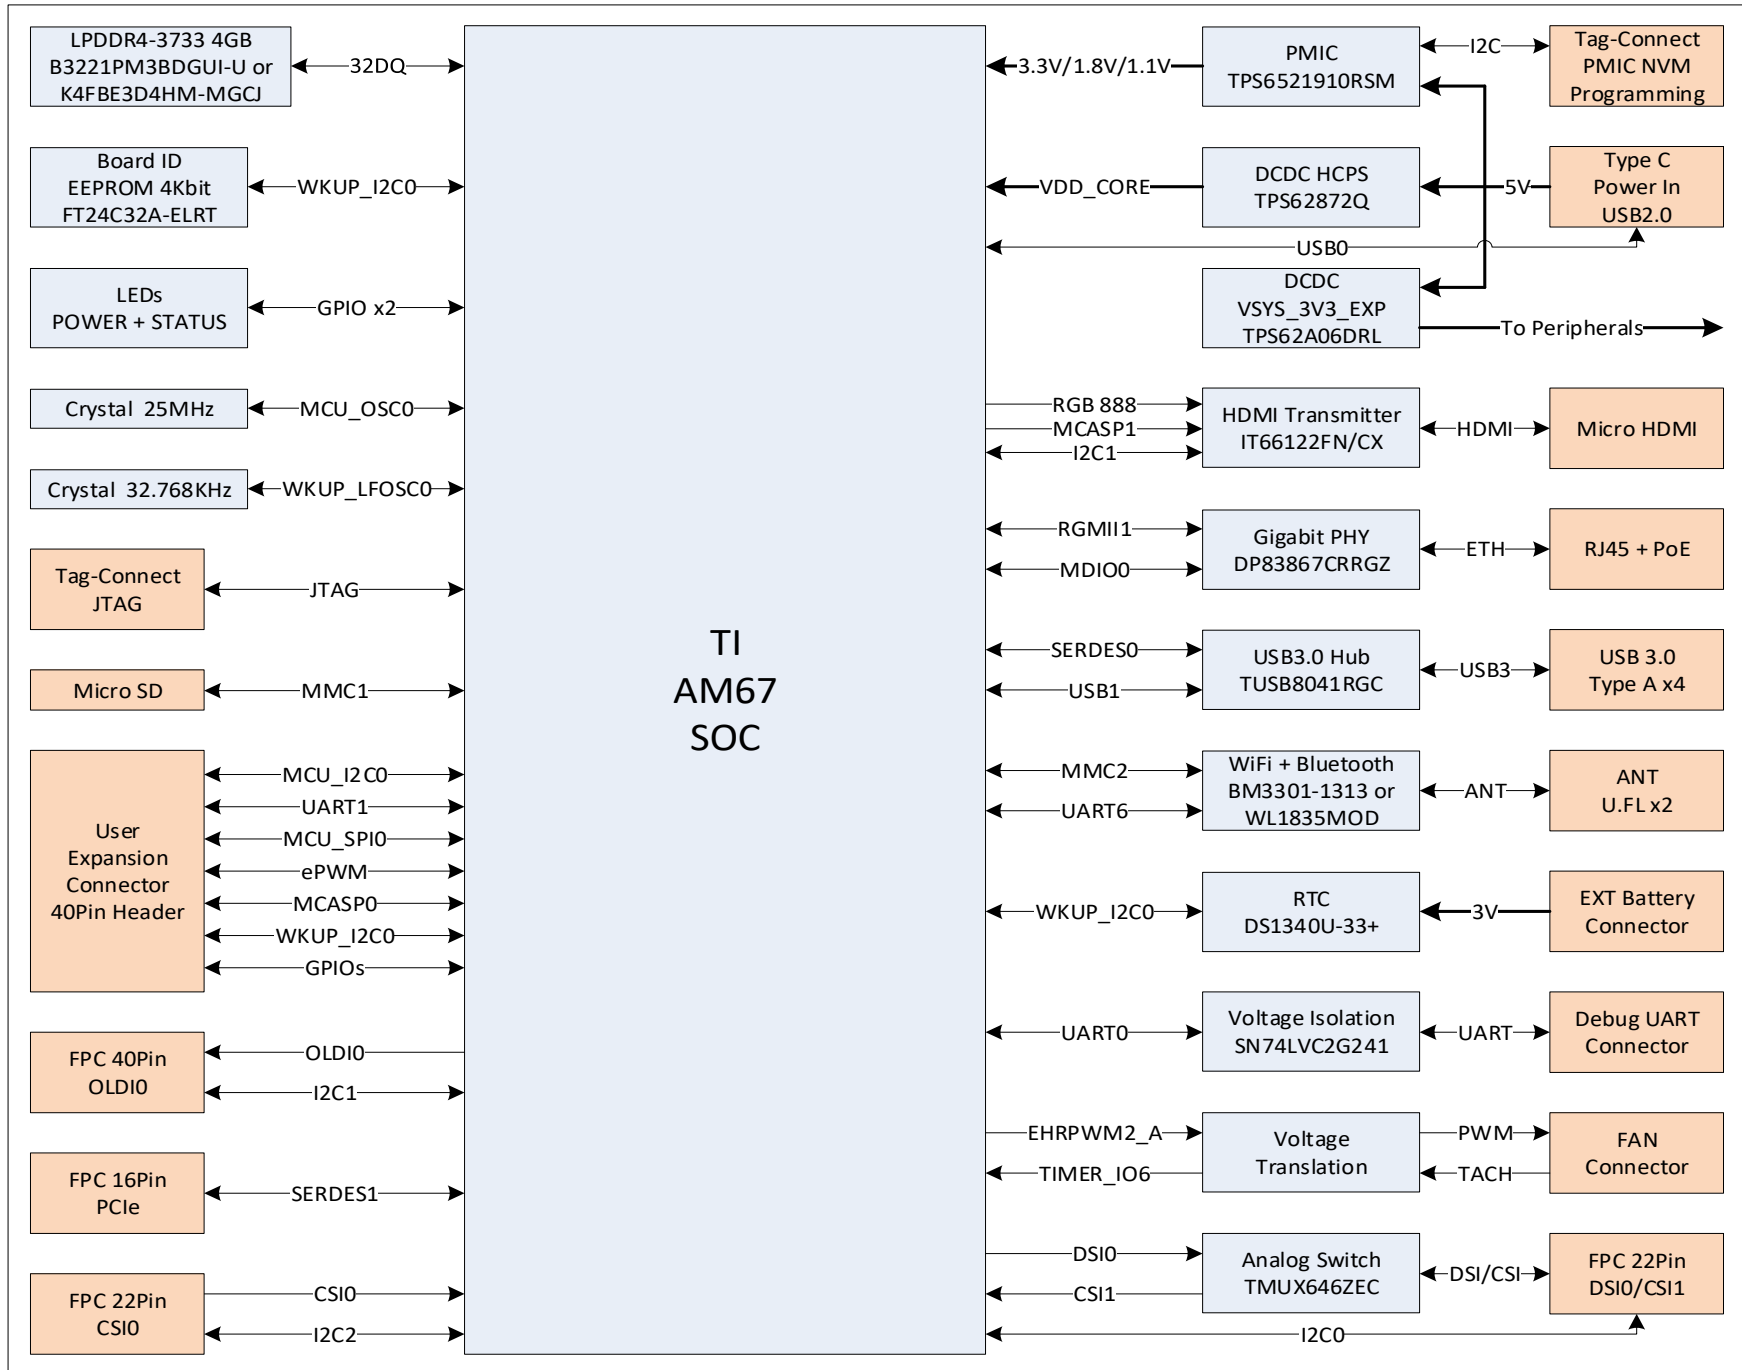 LPDDR4-3733 4GB
B3221PM3BDGUI-U or
K4FBE3D4HM-MGCJ
32DQ
Board ID
EEPROM 4Kbit
FT24C32A-ELRT
WKUP_I2C0
LEDs
POWER + STATUS
GPIO x2
Crystal 25MHz
MCU_OSC0
Crystal 32.768KHz
WKUP_LFOSC0
Tag-Connect
JTAG
JTAG
Micro SD
MMC1
User
Expansion
Connector
40Pin Header
MCU_I2C0
UART1
MCU_SPI0
ePWM
MCASP0
WKUP_I2C0
GPIOs
FPC 40Pin
OLDI0
OLDI0
I2C1
FPC 16Pin
PCIe
SERDES1
FPC 22Pin
CSI0
CSI0
I2C2
TI
AM67
SOC
3.3V/1.8V/1.1V
PMIC
TPS6521910RSM
I2C
Tag-Connect
PMIC NVM
Programming
VDD_CORE
DCDC HCPS
TPS62872Q
5V
Type C
Power In
USB2.0
USB0
DCDC
VSYS_3V3_EXP
TPS62A06DRL
To Peripherals
RGB 888
MCASP1
I2C1
HDMI Transmitter
IT66122FN/CX
HDMI
Micro HDMI
RGMII1
MDIO0
Gigabit PHY
DP83867CRRGZ
ETH
RJ45 + PoE
SERDES0
USB1
USB3.0 Hub
TUSB8041RGC
USB3
USB 3.0
Type A x4
MMC2
UART6
WiFi + Bluetooth
BM3301-1313 or
WL1835MOD
ANT
ANT
U.FL x2
WKUP_I2C0
RTC
DS1340U-33+
3V
EXT Battery
Connector
UART0
Voltage Isolation
SN74LVC2G241
UART
Debug UART
Connector
EHRPWM2_A
TIMER_IO6
Voltage
Translation
PWM
TACH
FAN
Connector
DSI0
CSI1
Analog Switch
TMUX646ZEC
DSI/CSI
FPC 22Pin
DSI0/CSI1
I2C0